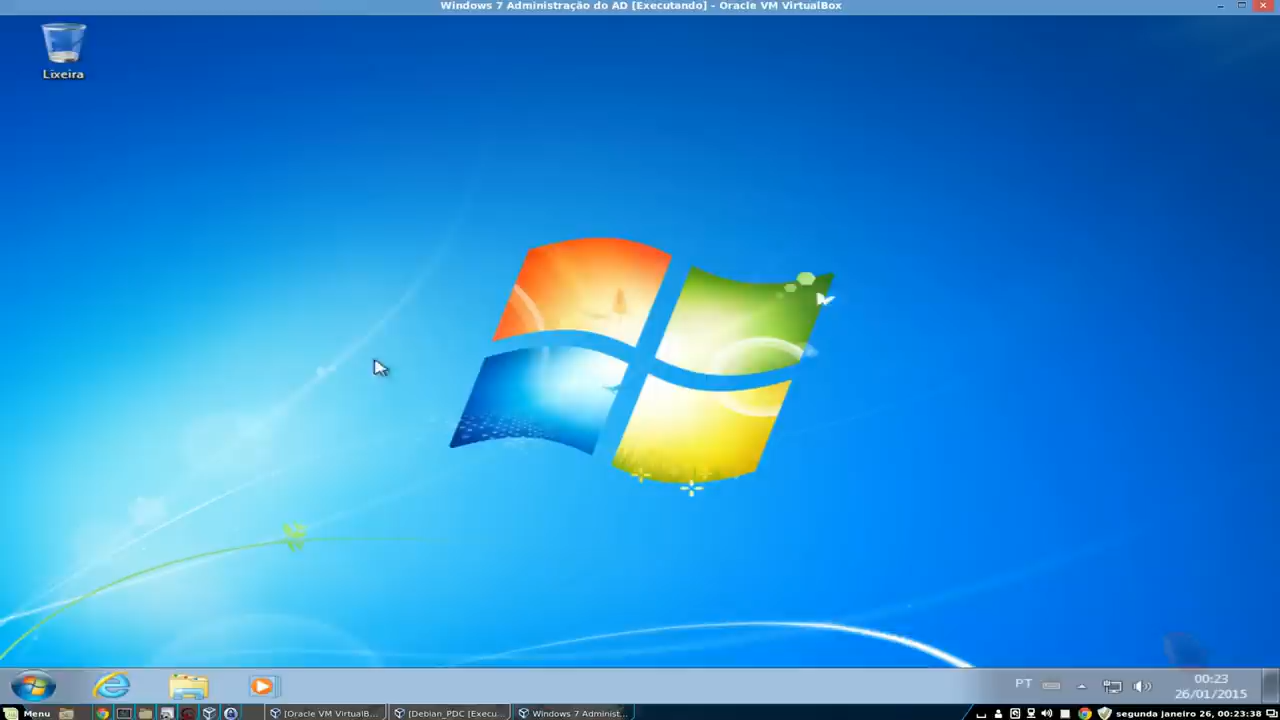 Windows 7 Administração do AD [Executando] - Oracle VM VirtualBox
Lixeira
PT
00:23
26/01/2015
Menu
[Oracle VM VirtualB...
[Debian_PDC [Execu...
Windows 7 Administ...
segunda janeiro 26, 00:23:38